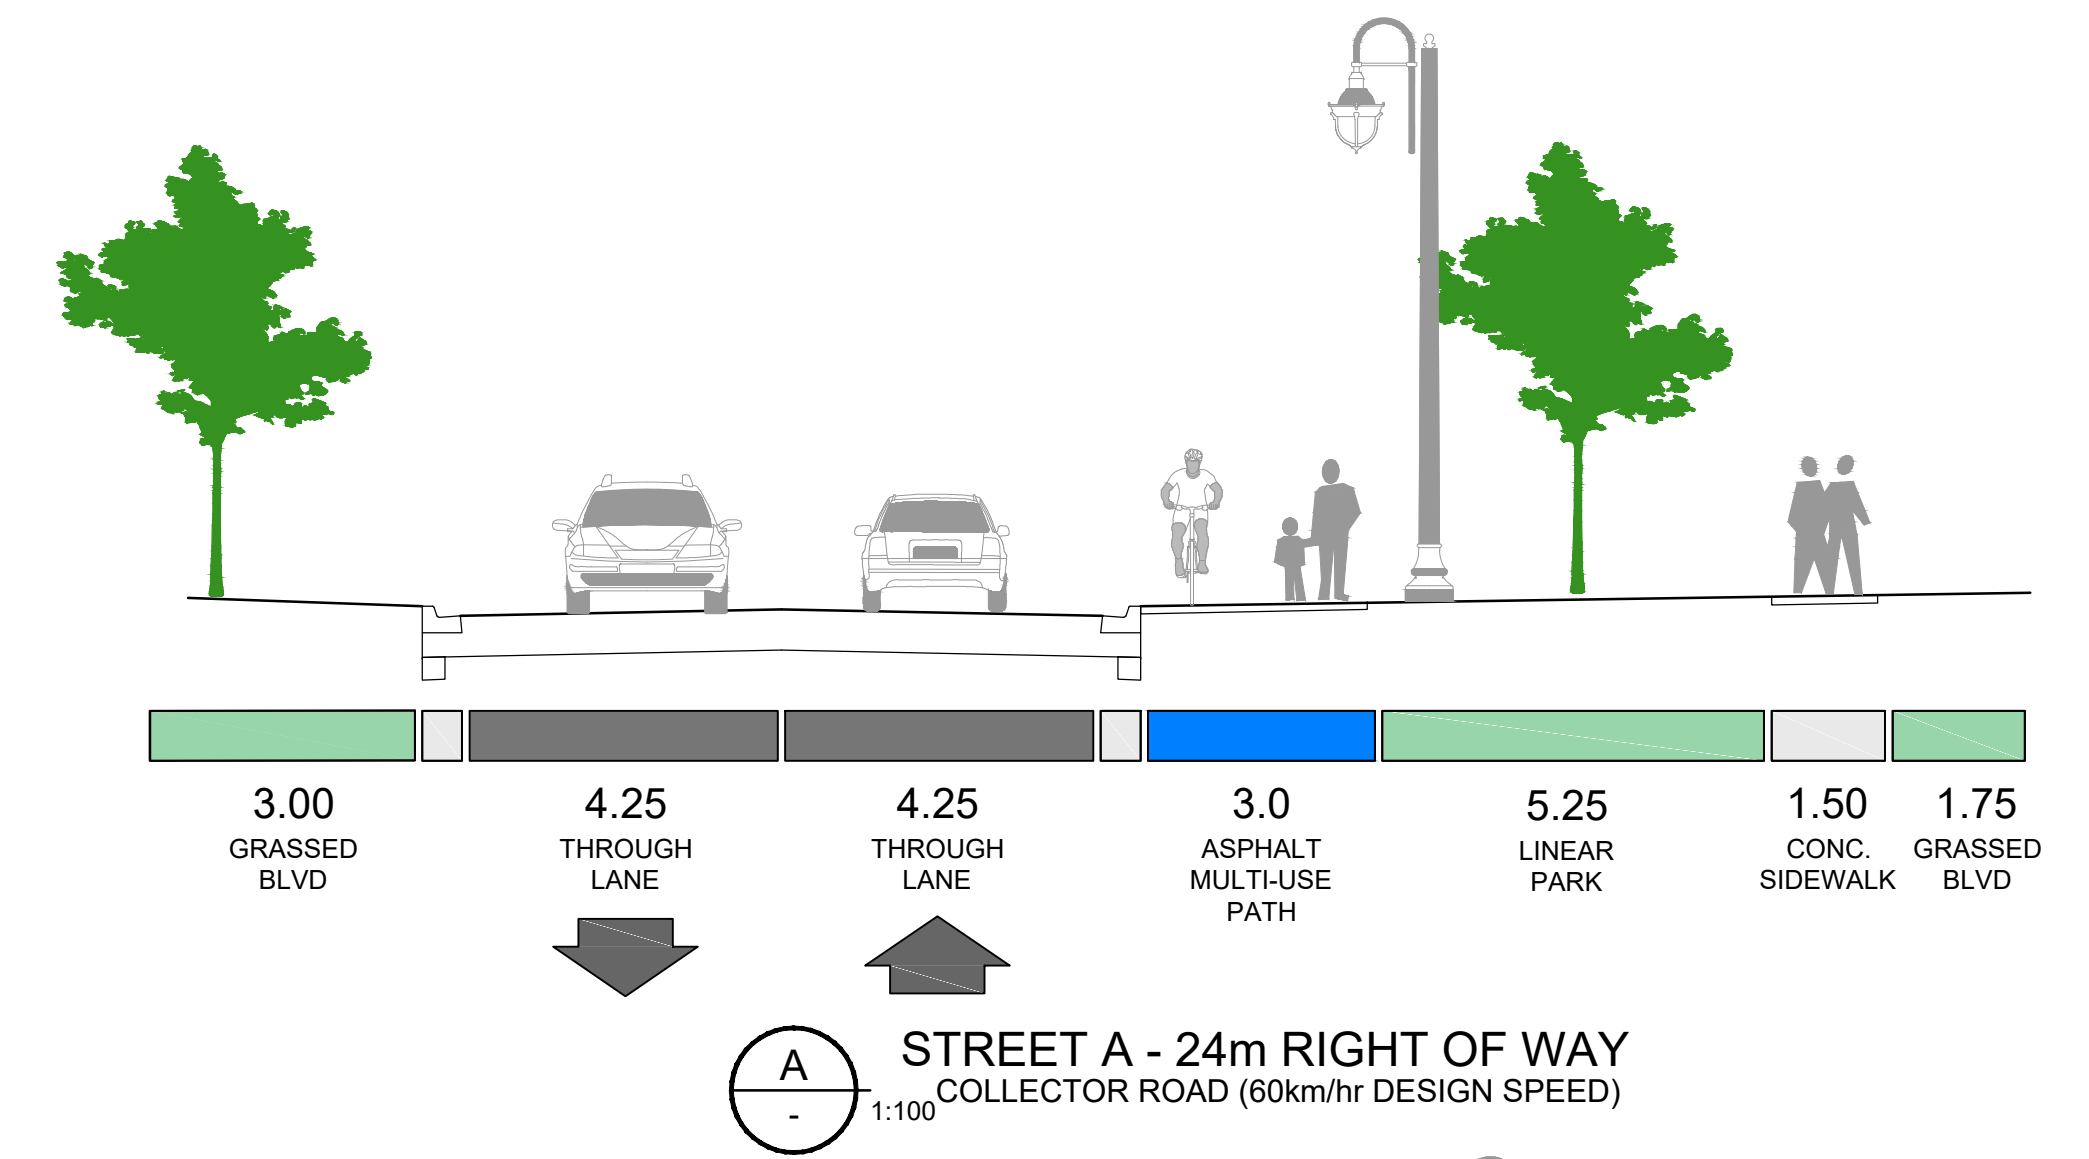 3.00
GRASSED
BLVD
4.25
THROUGH
LANE
4.25
THROUGH
LANE
3.0
ASPHALT
MULTI-USE
PATH
5.25
LINEAR
PARK
1.50
CONC.
SIDEWALK
1.75
GRASSED
BLVD
A
-
1:100
STREET A - 24m RIGHT OF WAY
COLLECTOR ROAD (60km/hr DESIGN SPEED)